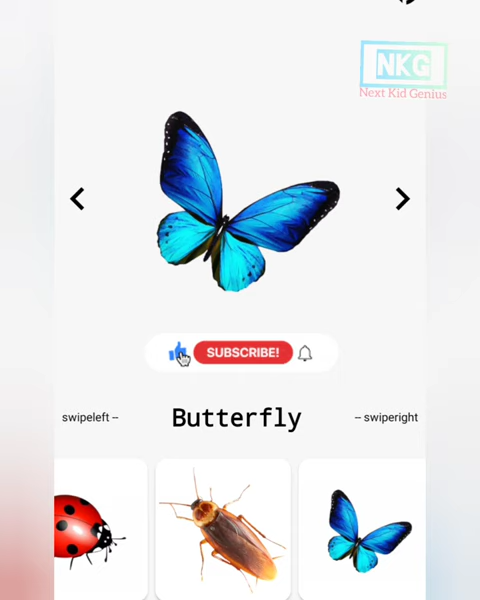 NKG
Next Kid Genius
SUBSCRIBE!
swipeleft --
Butterfly
-- swiperight